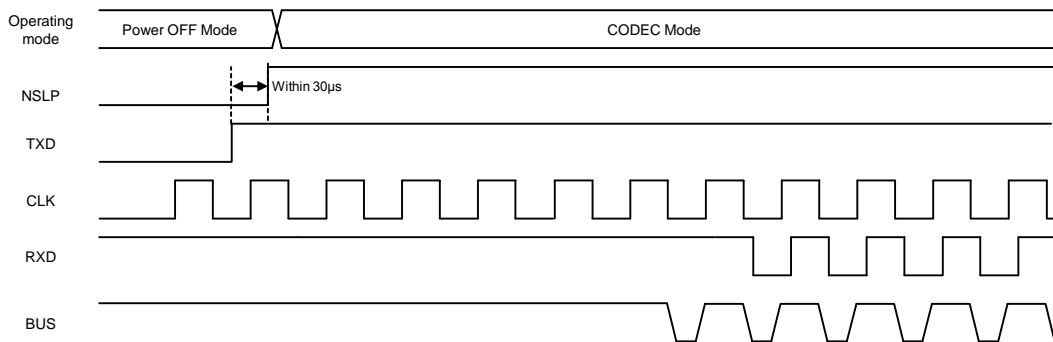 Operating
mode
Power OFF Mode
CODEC Mode
NSLP
Within 30μs
TXD
CLK
RXD
BUS